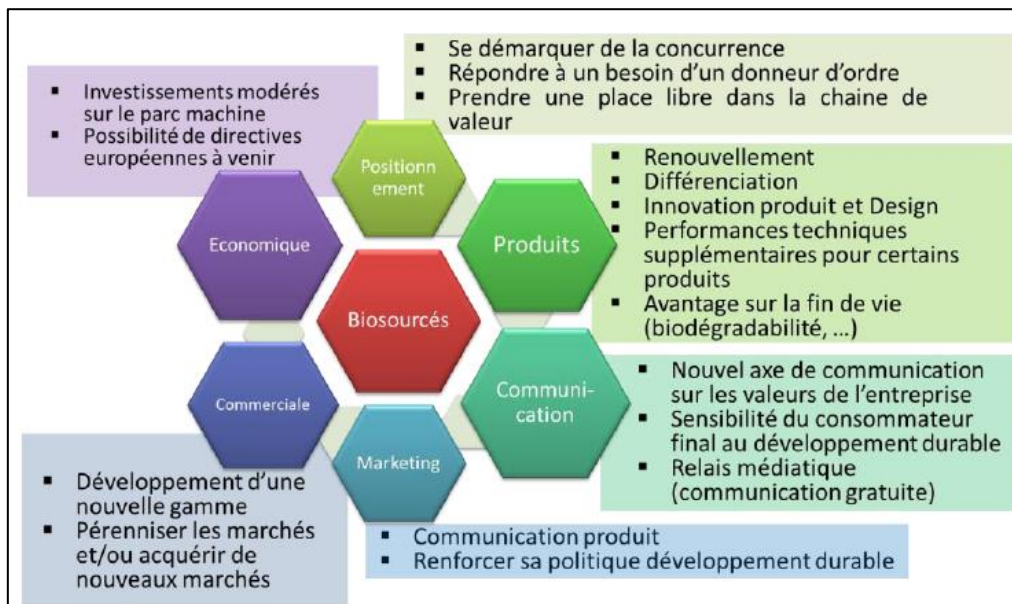 Se démarquer de la concurrence
Répondre à un besoin d'un donneur d'ordre
Prendre une place libre dans la chaine de
valeur
Investissements modérés
sur le parc machine
Possibilité de directives
européennes à venir
Positionn
ement
Economique
Produits
Renouvellement
Différenciation
Innovation produit et Design
Performances techniques
supplémentaires pour certains
produits
Avantage sur la fin de vie
(biodégradabilité, ...)
Biosourcés
Commerciale
Communi-
cation
Marketing
Nouvel axe de communication
sur les valeurs de l'entreprise
Sensibilité du consommateur
final au développement durable
Relais médiatique
(communication gratuite)
Développement d'une
nouvelle gamme
Pérenniser les marchés
et/ou acquérir de
nouveaux marchés
Communication produit
Renforcer sa politique développement durable